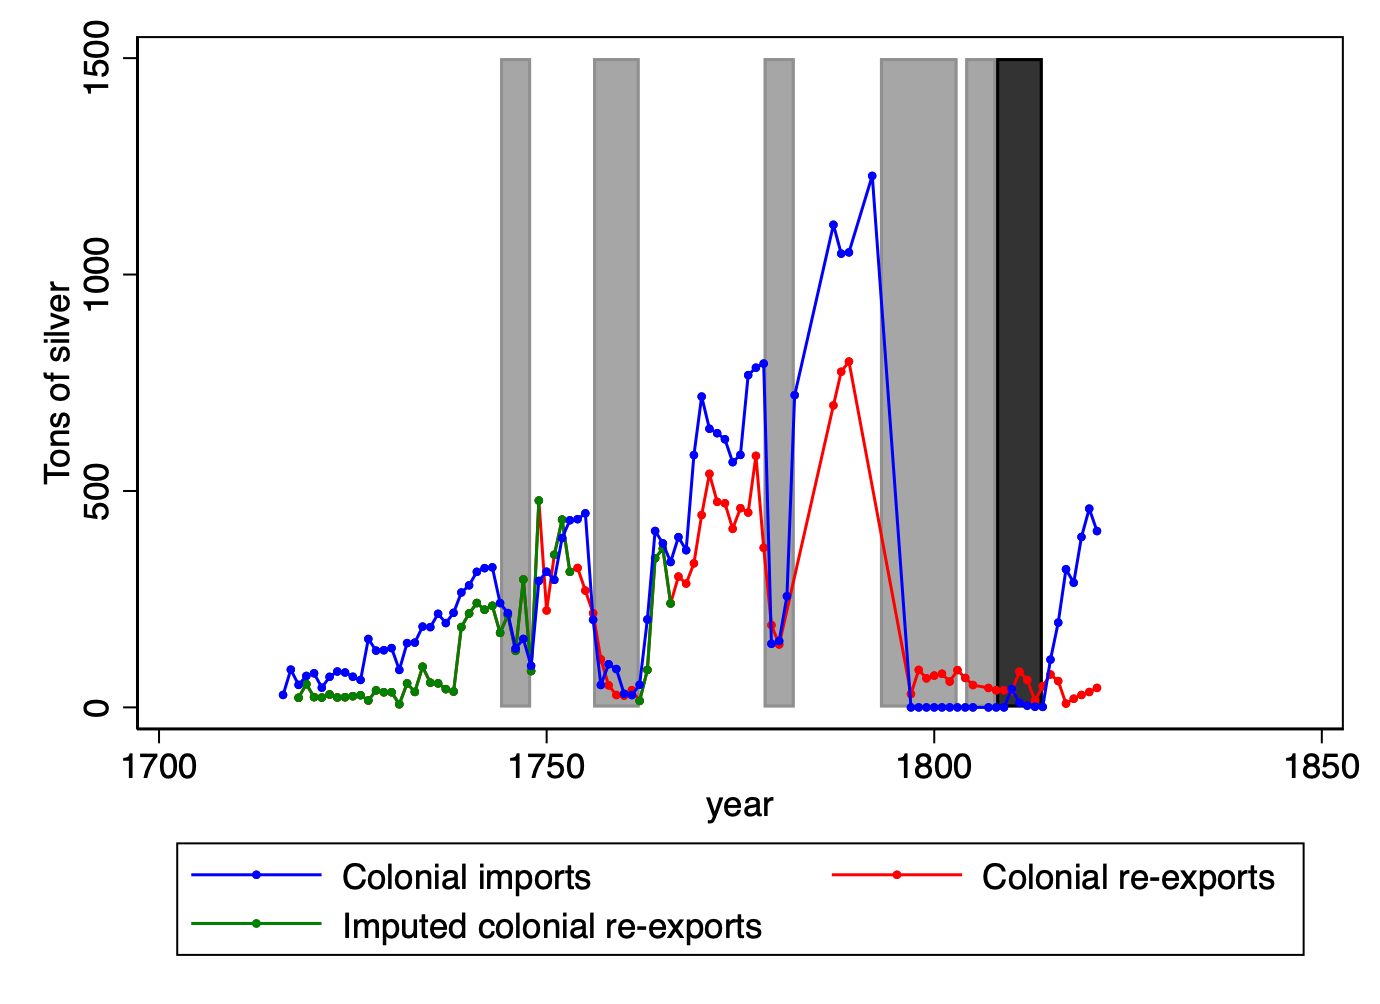 1500
1000
500
0
Tons of silver
1700 1750 1800 1850
year
Colonial imports Colonial re-exports
Imputed colonial re-exports